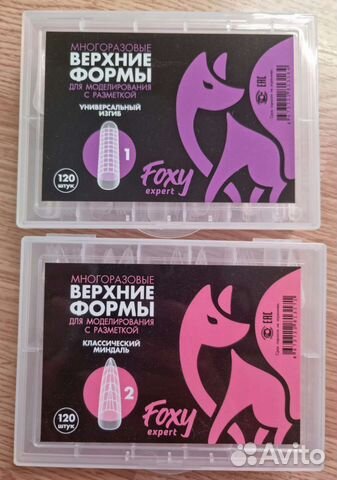 МНОГОРАЗОВЫЕ
ВЕРХНИЕ
ФОРМЫ
ДЛЯ МОДЕЛИРОВАНИЯ
С РАЗМЕТКОЙ
УНИВЕРСАЛЬНЫЙ
ИЗГИБ
1
120
ШТУК
Foxy
expert
EAC
МНОГОРАЗОВЫЕ
ВЕРХНИЕ
ФОРМЫ
ДЛЯ МОДЕЛИРОВАНИЯ
С РАЗМЕТКОЙ
КЛАССИЧЕСКИЙ
МИНДАЛЬ
2
120
ШТУК
Foxy
expert
EAC
Avito